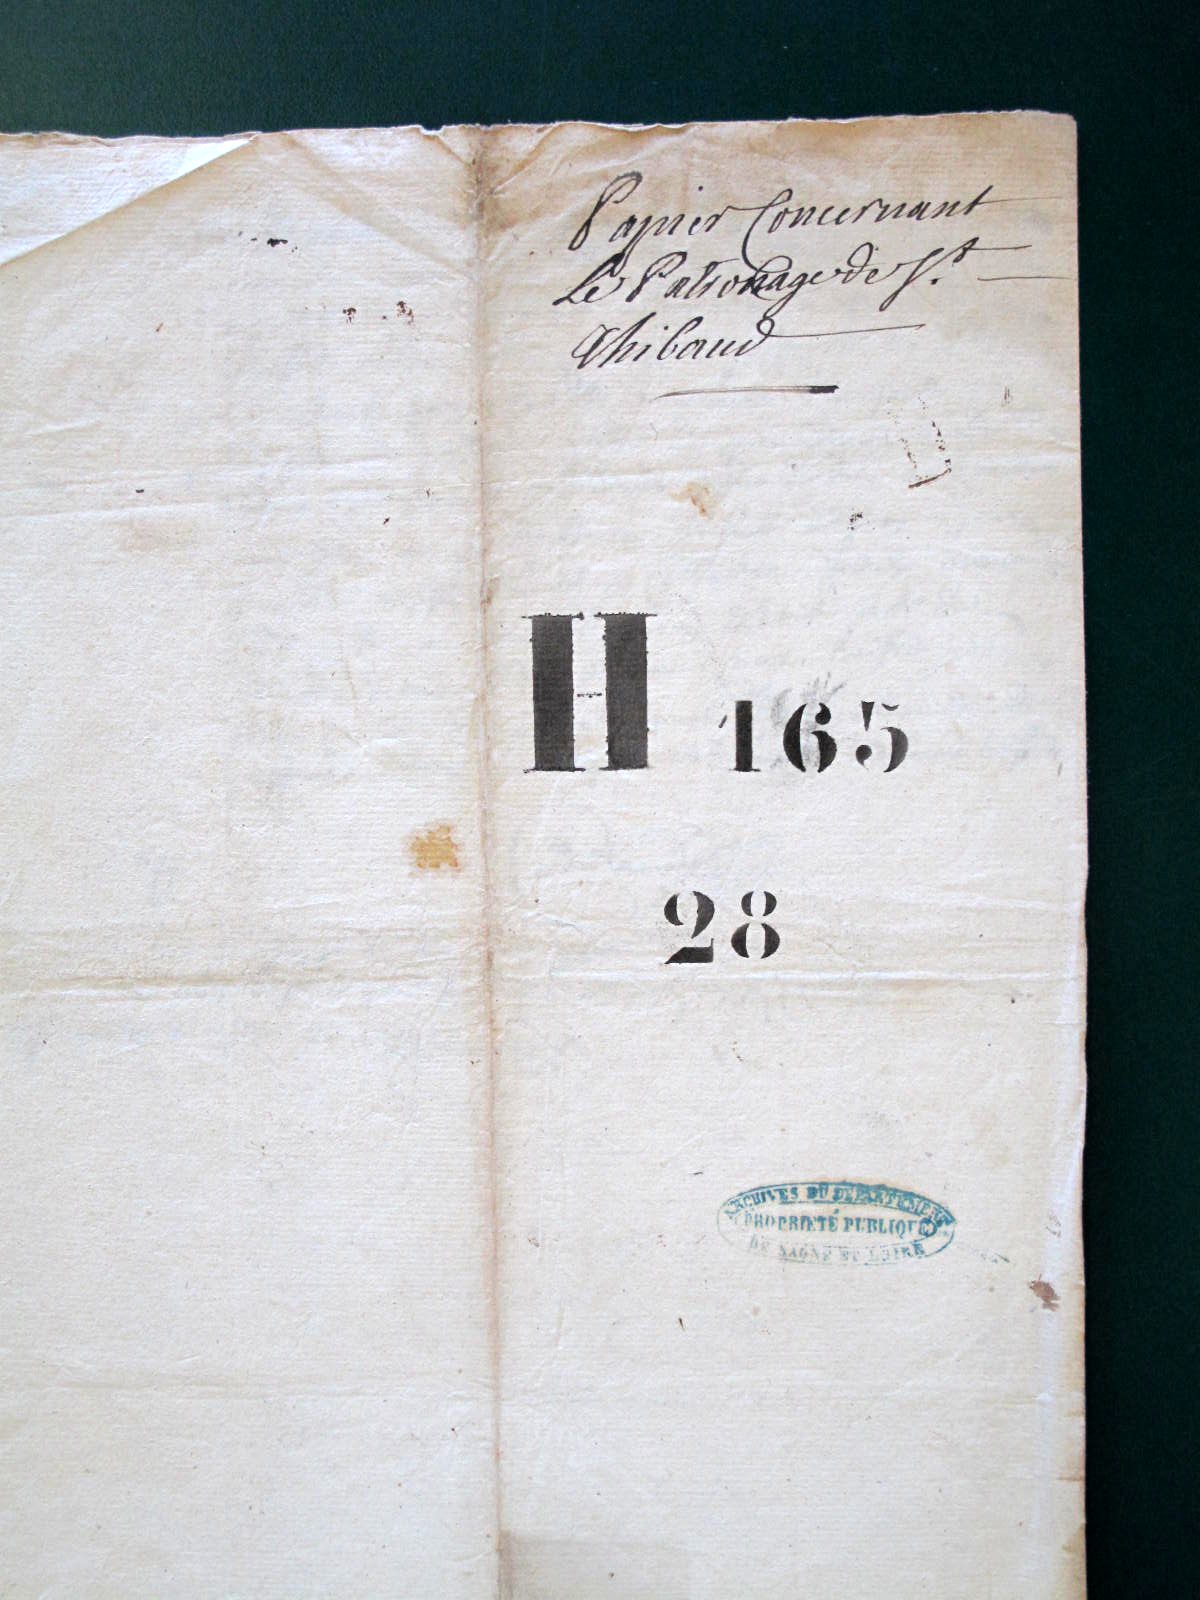 Papier Concernant
Le Patronage de St.
Thibaud
H 165
28
ARCHIVES DU DÉPARTEMENT
PROPRIÉTÉ PUBLIQUE
DE SAONE ET LOIRE